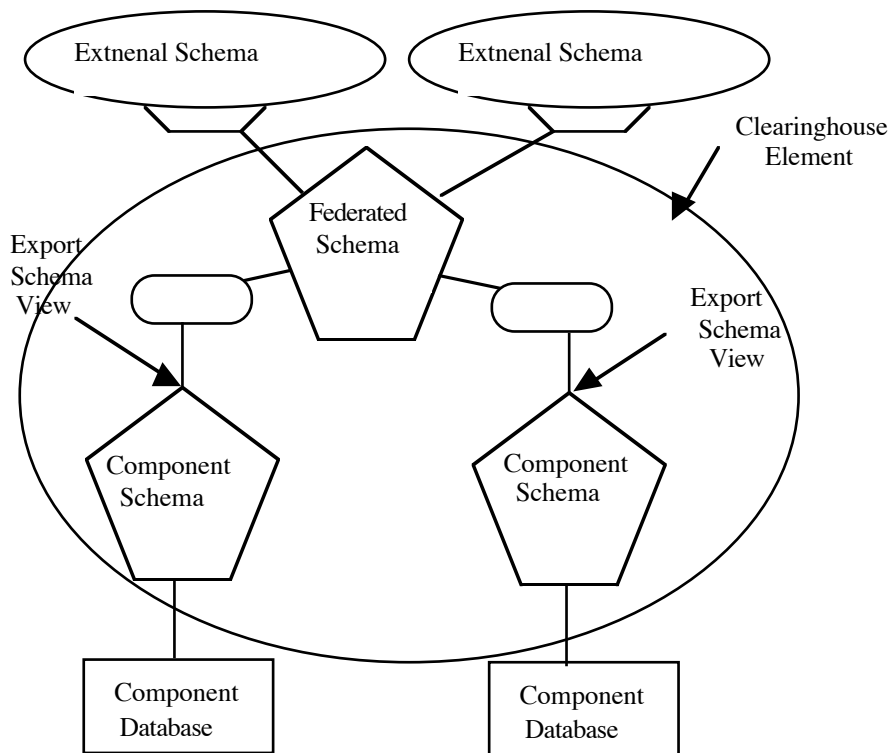 Extnenal Schema
Extnenal Schema
Clearinghouse
Element
Federated
Schema
Export
Schema
View
Export
Schema
View
Component
Schema
Component
Schema
Component
Database
Component
Database